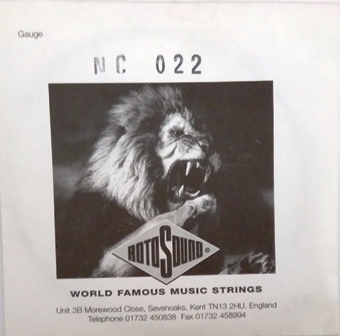 Gauge
NC 022
ROTOSOUND®
WORLD FAMOUS MUSIC STRINGS
Unit 3B Morewood Close, Sevenoaks, Kent TN13 2HU, England
Telephone 01732 450838 Fax 01732 458994